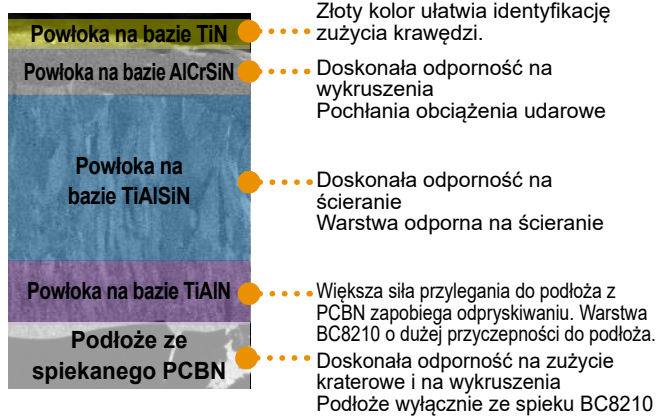 Powłoka na bazie TiN
Złoty kolor ułatwia identyfikację
zużycia krawędzi.
Powłoka na bazie AlCrSiN
Doskonała odporność na
wykruszenia
Pochłania obciążenia udarowe
Powłoka na
bazie TiAlSiN
Doskonała odporność na
ścieranie
Warstwa odporna na ścieranie
Powłoka na bazie TiAlN
Większa siła przylegania do podłoża z
PCBN zapobiega odpryskiwaniu. Warstwa
BC8210 o dużej przyczepności do podłoża.
Podłoże ze
spiekanego PCBN
Doskonała odporność na zużycie
kraterowe i na wykruszenia
Podłoże wyłącznie ze spieku BC8210